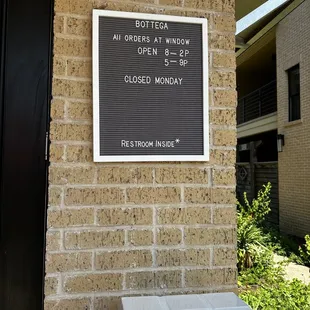 BOTTEGA
ALL ORDERS AT WINDOW
OPEN 8-2P
5-9P
CLOSED MONDAY
RESTROOM INSIDE*